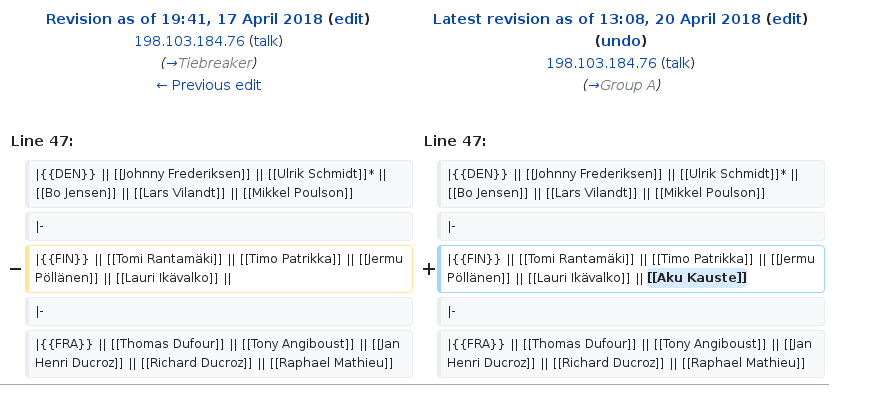 Revision as of 19:41, 17 April 2018 (edit)
198.103.184.76 (talk)
(→Tiebreaker)
← Previous edit
Latest revision as of 13:08, 20 April 2018 (edit)
(undo)
198.103.184.76 (talk)
(→Group A)
Line 47:
Line 47:
|{{DEN}} || [[Johnny Frederiksen]] || [[Ulrik Schmidt]]* ||
[[Bo Jensen]] || [[Lars Vilandt]] || [[Mikkel Poulson]]
|{{DEN}} || [[Johnny Frederiksen]] || [[Ulrik Schmidt]]* ||
[[Bo Jensen]] || [[Lars Vilandt]] || [[Mikkel Poulson]]
|-
|-
− |{{FIN}} || [[Tomi Rantamäki]] || [[Timo Patrikka]] || [[Jermu
Pöllänen]] || [[Lauri Ikävalko]] ||
+ |{{FIN}} || [[Tomi Rantamäki]] || [[Timo Patrikka]] || [[Jermu
Pöllänen]] || [[Lauri Ikävalko]] || [[Aku Kauste]]
|-
|-
|{{FRA}} || [[Thomas Dufour]] || [[Tony Angiboust]] || [[Jan
Henri Ducroz]] || [[Richard Ducroz]] || [[Raphael Mathieu]]
|{{FRA}} || [[Thomas Dufour]] || [[Tony Angiboust]] || [[Jan
Henri Ducroz]] || [[Richard Ducroz]] || [[Raphael Mathieu]]